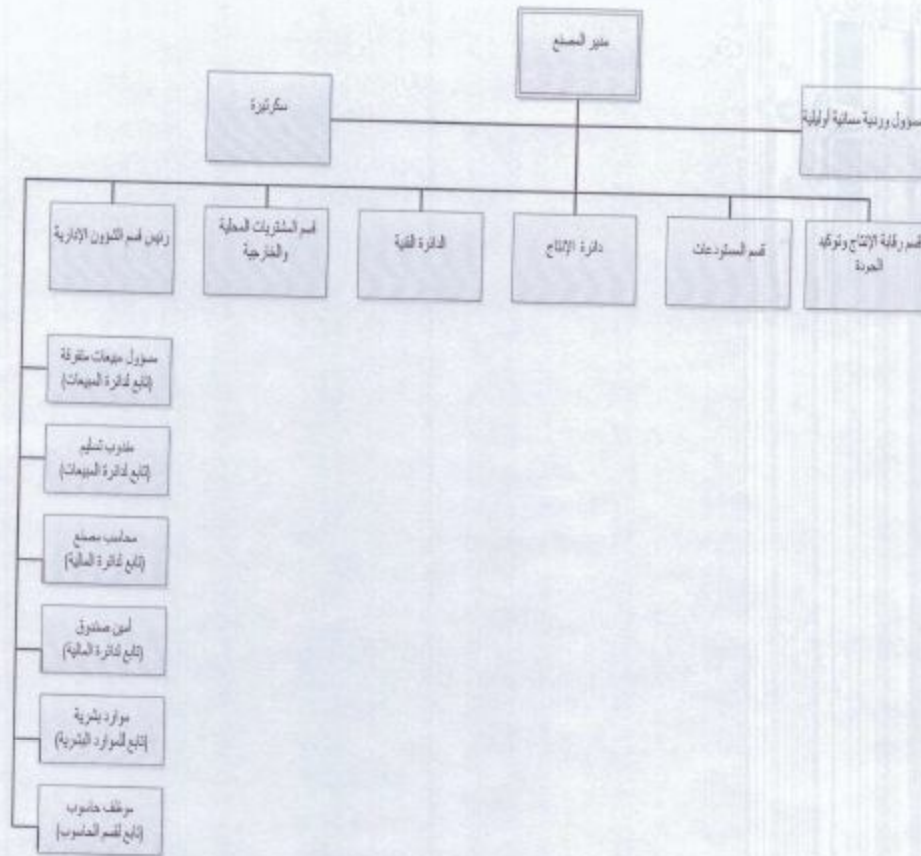 مدير المصنع
مسؤول وردية مسائية أوليلية
سكرتيرة
قسم رقابة الإنتاج وتوكيد
الجودة
قسم المستودعات
دائرة الإنتاج
الدائرة الفنية
قسم المشتريات المحلية
والخارجية
رئيس قسم الشؤون الإدارية
مسؤول مبيعات متفرقة
(تابع لدائرة المبيعات)
مندوب تسليم
(تابع لدائرة المبيعات)
محاسب مصنع
(تابع لدائرة المالية)
أمين صندوق
(تابع لدائرة المالية)
موارد بشرية
(تابع للموارد البشرية)
موظف حاسوب
(تابع لقسم الحاسوب)